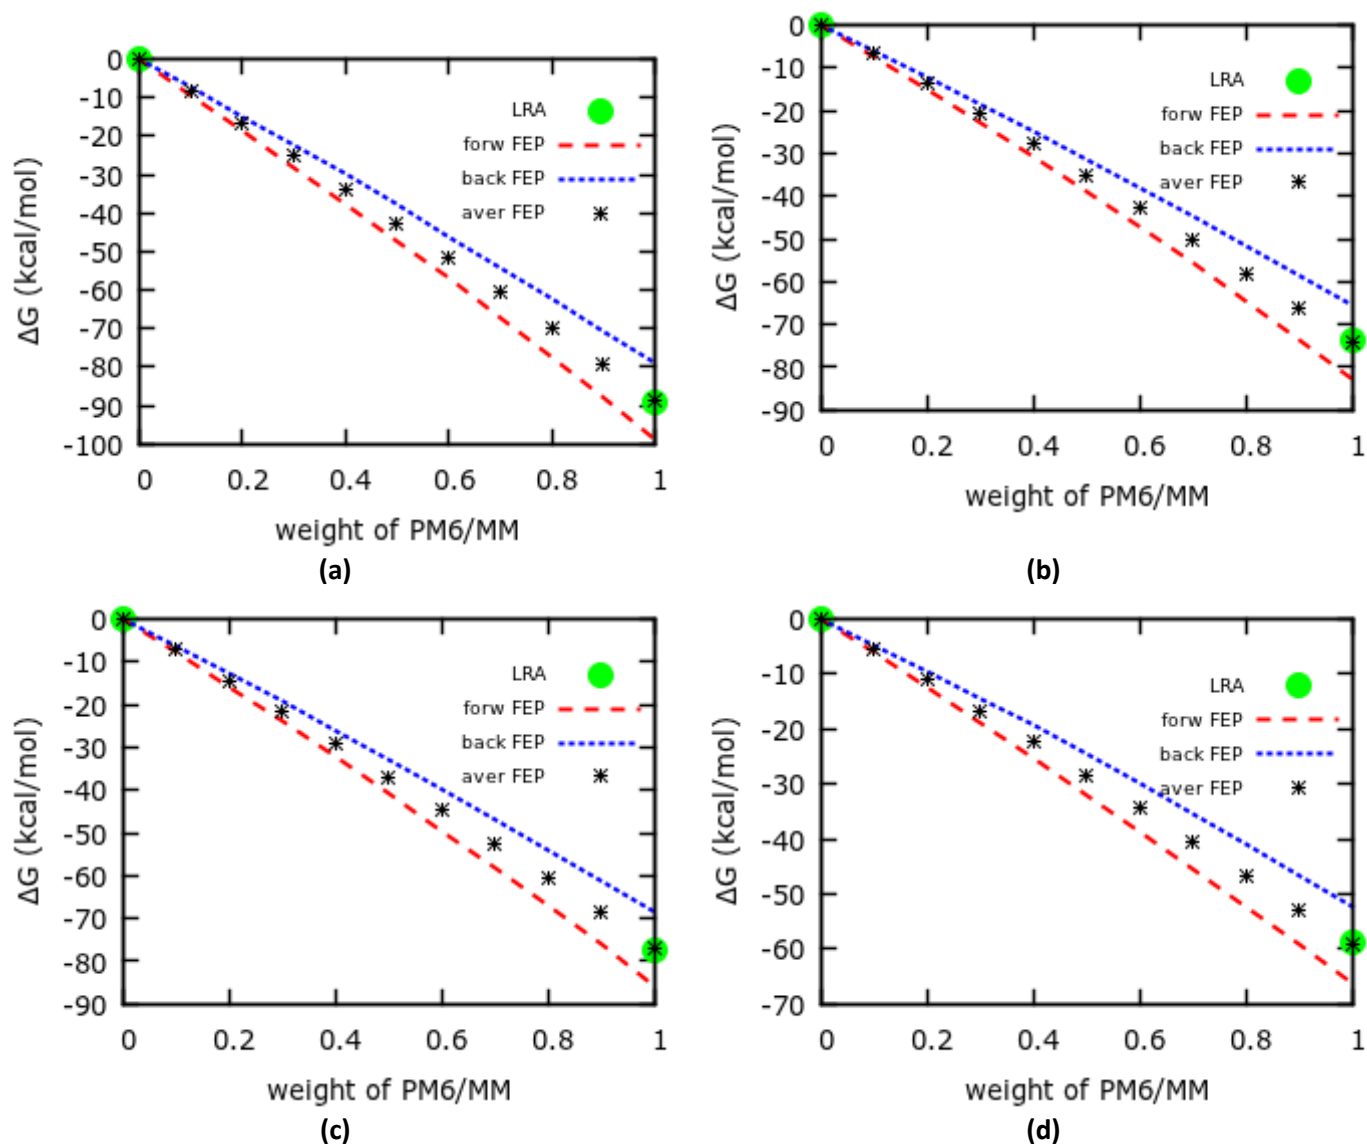 0
-10
-20
-30
-40
-50
-60
-70
-80
-90
-100
ΔG (kcal/mol)
LRA
forw FEP
back FEP
aver FEP
0 0.2 0.4 0.6 0.8 1
weight of PM6/MM
(a)
0
-10
-20
-30
-40
-50
-60
-70
-80
-90
ΔG (kcal/mol)
LRA
forw FEP
back FEP
aver FEP
0 0.2 0.4 0.6 0.8 1
weight of PM6/MM
(b)
0
-10
-20
-30
-40
-50
-60
-70
-80
-90
ΔG (kcal/mol)
LRA
forw FEP
back FEP
aver FEP
0 0.2 0.4 0.6 0.8 1
weight of PM6/MM
(c)
0
-10
-20
-30
-40
-50
-60
-70
ΔG (kcal/mol)
LRA
forw FEP
back FEP
aver FEP
0 0.2 0.4 0.6 0.8 1
weight of PM6/MM
(d)